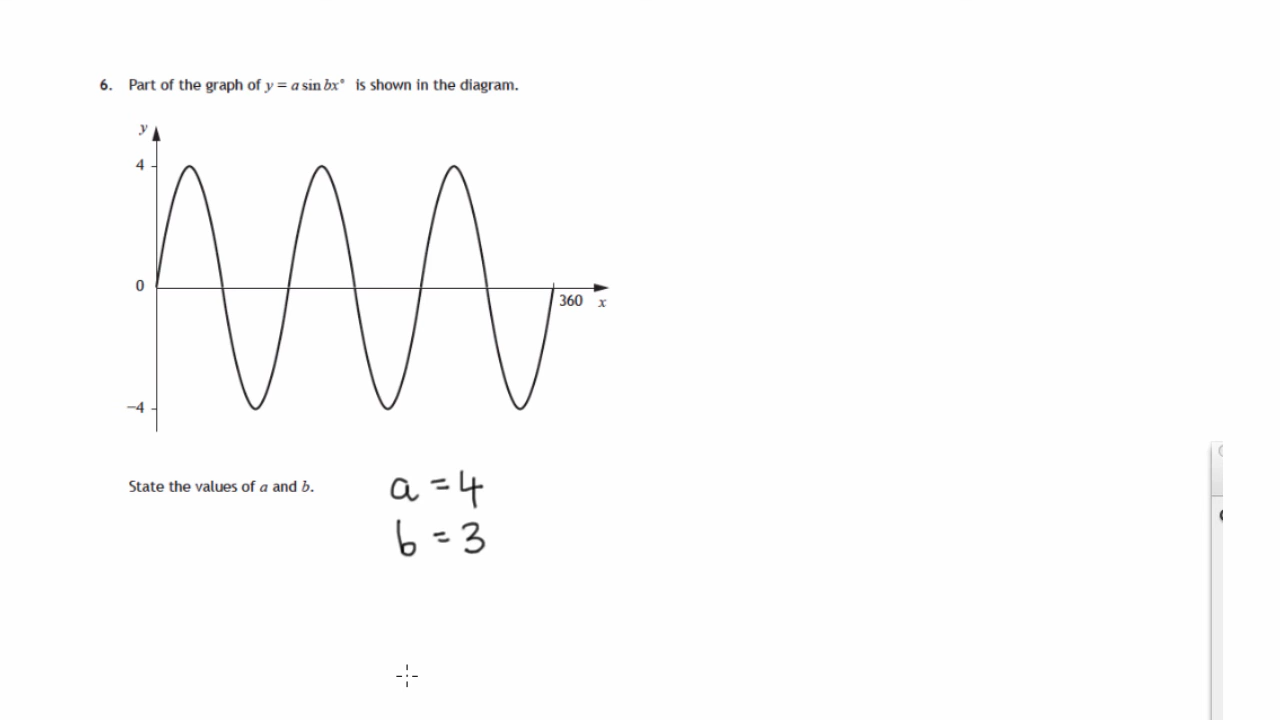 6. Part of the graph of y = a sin bx° is shown in the diagram.
y
4
0
360 x
−4
State the values of a and b.
a = 4
b = 3